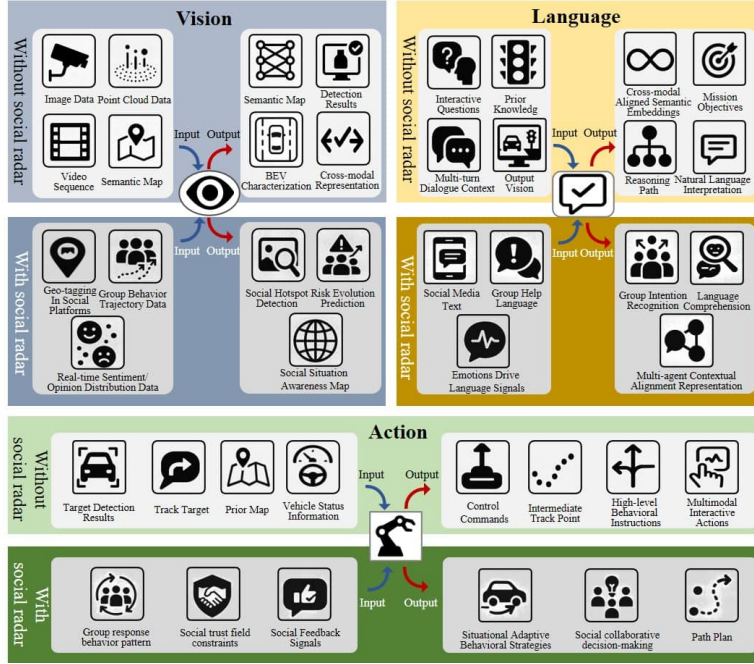 Vision
Without social radar
Image Data
Point Cloud Data
Video
Sequence
Semantic Map
Input
Output
Semantic Map
Detection
Results
BEV
Characterization
Cross-modal
Representation
With social radar
Geo-tagging
In Social
Platforms
Group Behavior
Trajectory Data
Real-time Sentiment/
Opinion Distribution Data
Input
Output
Social Hotspot
Detection
Risk Evolution
Prediction
Social Situation
Awareness Map
Language
Without social radar
Interactive
Questions
Prior
Knowledg
Multi-turn
Dialogue Context
Output
Vision
Input
Output
Cross-modal
Aligned Semantic
Embeddings
Mission
Objectives
Reasoning
Path
Natural Language
Interpretation
With social radar
Social Media
Text
Group Help
Language
Emotions Drive
Language Signals
Input
Output
Group Intention
Recognition
Language
Comprehension
Multi-agent Contextual
Alignment Representation
Action
Without
social radar
Target Detection
Results
Track Target
Prior Map
Vehicle Status
Information
Input
Output
Control
Commands
Intermediate
Track Point
High-level
Behavioral
Instructions
Multimodal
Interactive
Actions
With
social radar
Group response
behavior pattern
Social trust field
constraints
Social Feedback
Signals
Input
Output
Situational Adaptive
Behavioral Strategies
Social collaborative
decision-making
Path Plan